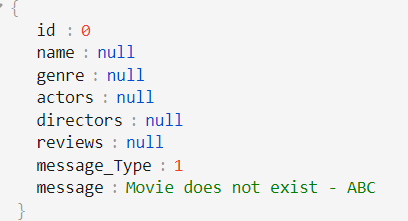 {
id : 0
name : null
genre : null
actors : null
directors : null
reviews : null
message_Type : 1
message : Movie does not exist - ABC
}